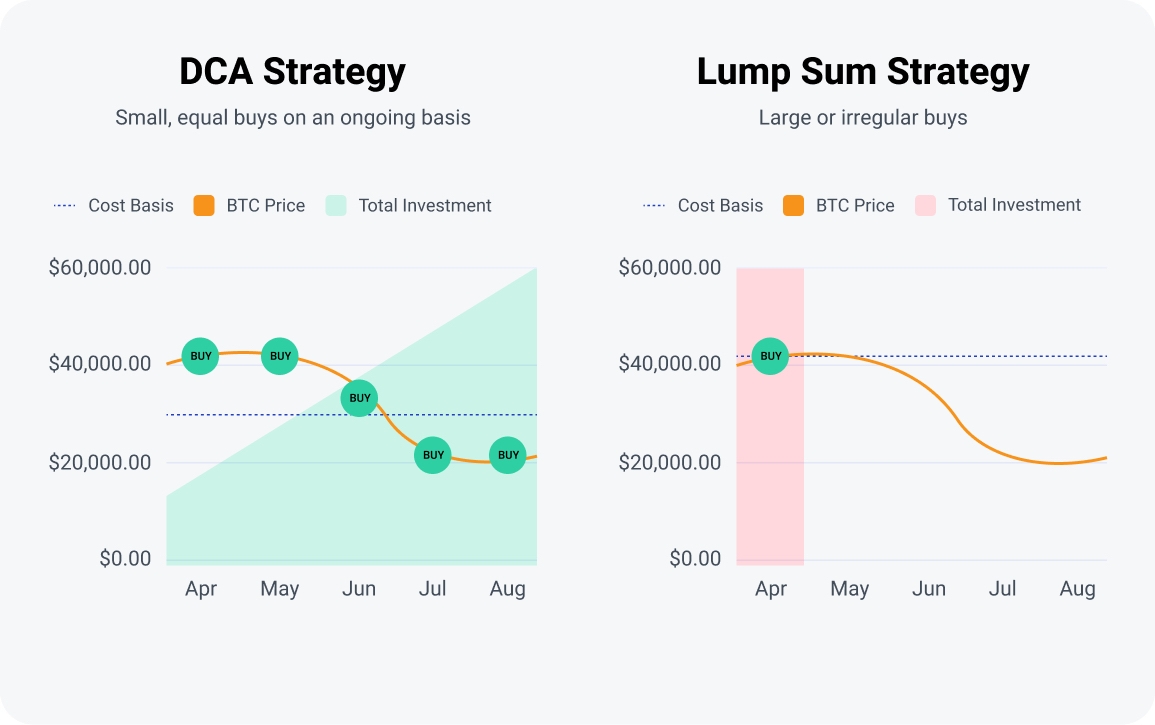 DCA Strategy
Small, equal buys on an ongoing basis
Cost Basis BTC Price Total Investment
$60,000.00
$40,000.00
$20,000.00
$0.00
BUY BUY BUY BUY BUY
Apr May Jun Jul Aug
Lump Sum Strategy
Large or irregular buys
Cost Basis BTC Price Total Investment
$60,000.00
$40,000.00
$20,000.00
$0.00
BUY
Apr May Jun Jul Aug